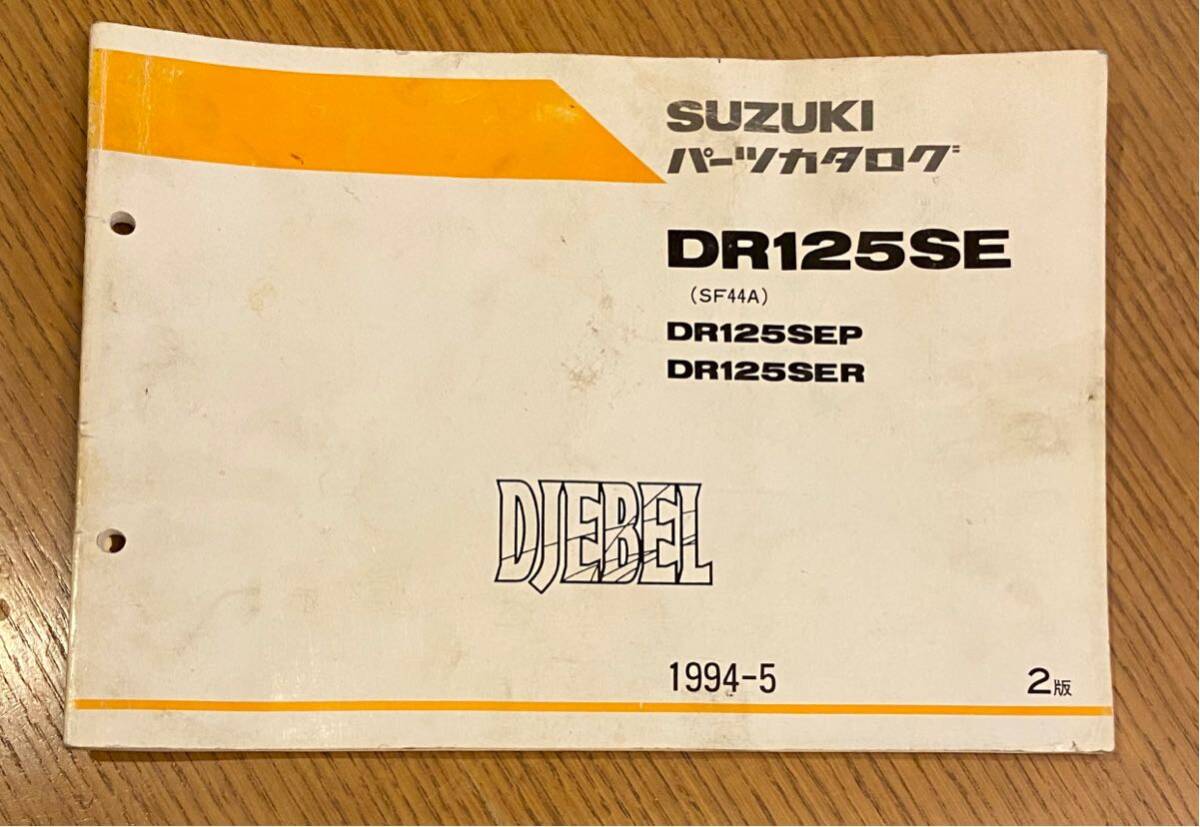 SUZUKI
パーツカタログ
DR125SE
(SF44A)
DR125SEP
DR125SER
DJEBEL
1994-5
2版